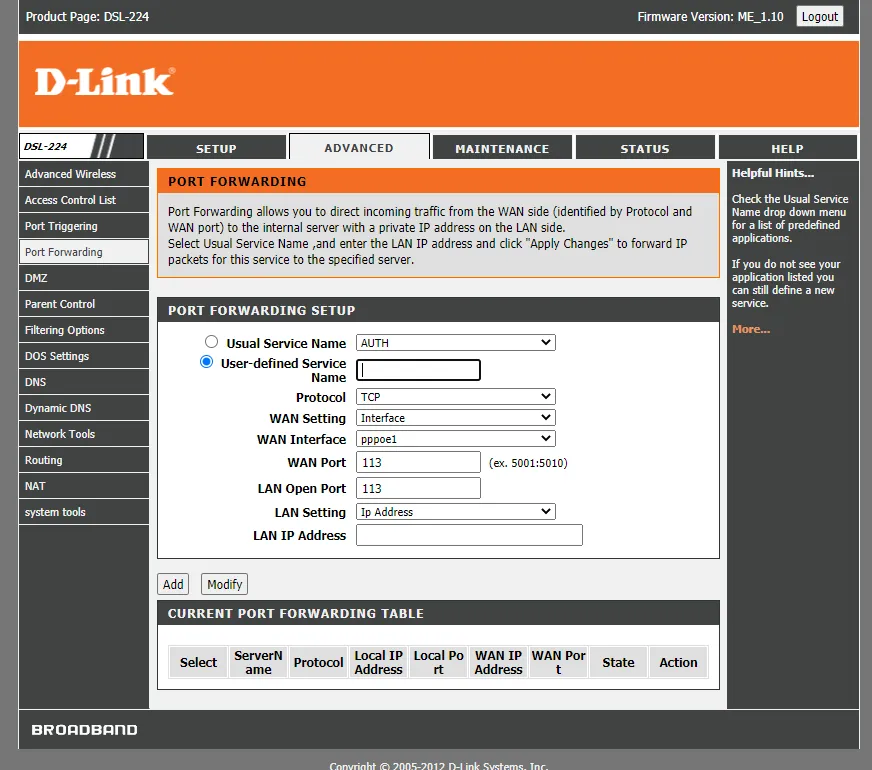 Product Page: DSL-224
Firmware Version: ME_1.10
Logout
D-Link®
DSL-224
SETUP
ADVANCED
MAINTENANCE
STATUS
HELP
Advanced Wireless
Access Control List
Port Triggering
Port Forwarding
DMZ
Parent Control
Filtering Options
DOS Settings
DNS
Dynamic DNS
Network Tools
Routing
NAT
system tools
PORT FORWARDING
Port Forwarding allows you to direct incoming traffic from the WAN side (identified by Protocol and
WAN port) to the internal server with a private IP address on the LAN side.
Select Usual Service Name ,and enter the LAN IP address and click "Apply Changes" to forward IP
packets for this service to the specified server.
PORT FORWARDING SETUP
Usual Service Name AUTH
User-defined Service
Name
Protocol TCP
WAN Setting Interface
WAN Interface pppoe1
WAN Port 113 (ex. 5001:5010)
LAN Open Port 113
LAN Setting Ip Address
LAN IP Address
Add Modify
CURRENT PORT FORWARDING TABLE
Select
ServerN
ame
Protocol
Local IP
Address
Local Po
rt
WAN IP
Address
WAN Por
t
State
Action
Helpful Hints...
Check the Usual Service
Name drop down menu
for a list of predefined
applications.
If you do not see your
application listed you
can still define a new
service.
More...
BROADBAND
Copyright © 2005-2012 D-Link Systems, Inc.